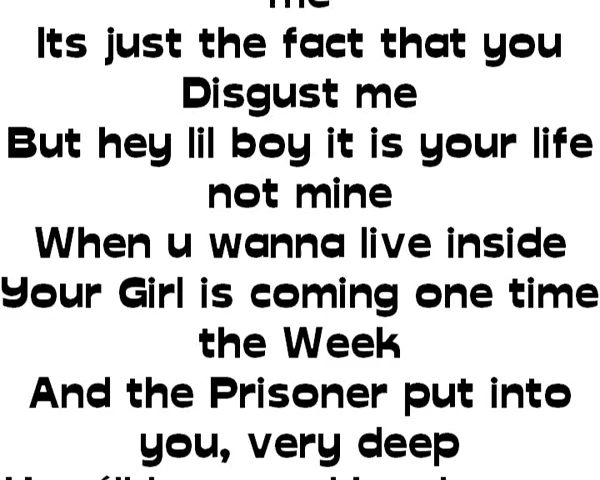 me
Its just the fact that you
Disgust me
But hey lil boy it is your life
not mine
When u wanna live inside
Your Girl is coming one time
the Week
And the Prisoner put into
you, very deep